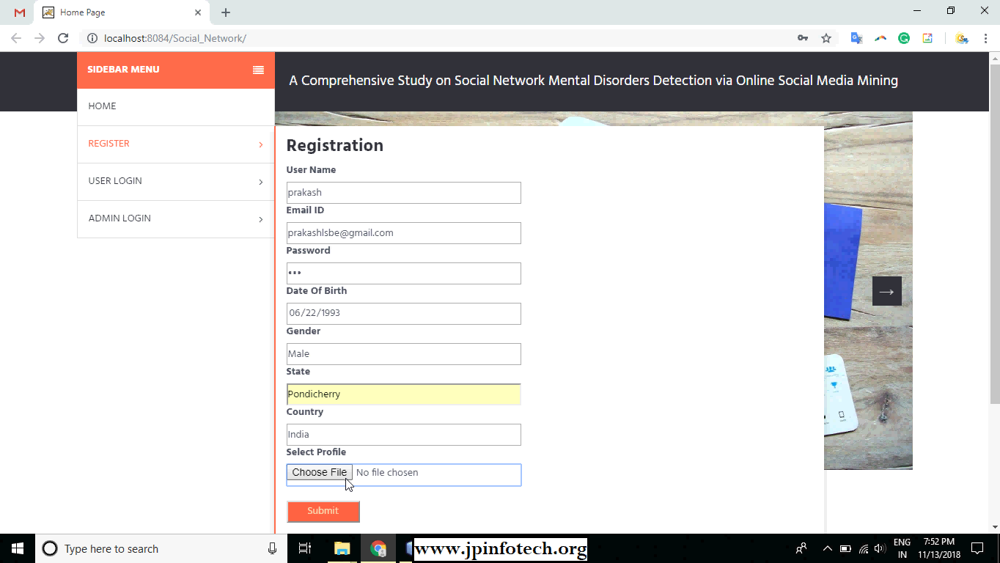 Home Page
localhost:8084/Social_Network/
SIDEBAR MENU
A Comprehensive Study on Social Network Mental Disorders Detection via Online Social Media Mining
HOME
REGISTER
USER LOGIN
ADMIN LOGIN
Registration
User Name
prakash
Email ID
prakashlsbe@gmail.com
Password
•••
Date Of Birth
06/22/1993
Gender
Male
State
Pondicherry
Country
India
Select Profile
Choose File No file chosen
Submit
Type here to search
www.jpinfotech.org
ENG
IN
7:52 PM
11/13/2018